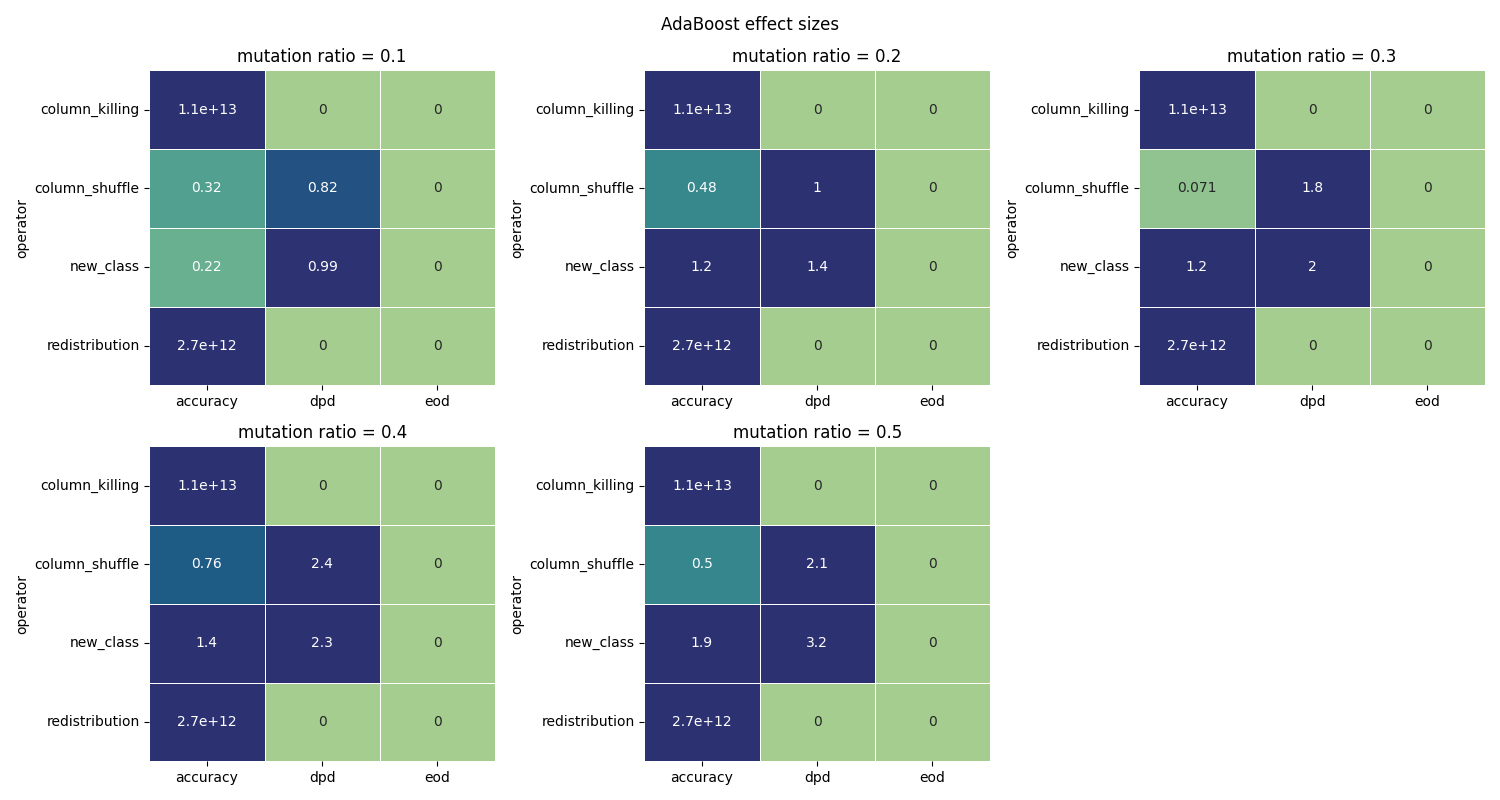 AdaBoost effect sizes
mutation ratio = 0.1
operator
column_killing 1.1e+13 0 0
column_shuffle 0.32 0.82 0
new_class 0.22 0.99 0
redistribution 2.7e+12 0 0
accuracy dpd eod
mutation ratio = 0.2
operator
column_killing 1.1e+13 0 0
column_shuffle 0.48 1 0
new_class 1.2 1.4 0
redistribution 2.7e+12 0 0
accuracy dpd eod
mutation ratio = 0.3
operator
column_killing 1.1e+13 0 0
column_shuffle 0.071 1.8 0
new_class 1.2 2 0
redistribution 2.7e+12 0 0
accuracy dpd eod
mutation ratio = 0.4
operator
column_killing 1.1e+13 0 0
column_shuffle 0.76 2.4 0
new_class 1.4 2.3 0
redistribution 2.7e+12 0 0
accuracy dpd eod
mutation ratio = 0.5
operator
column_killing 1.1e+13 0 0
column_shuffle 0.5 2.1 0
new_class 1.9 3.2 0
redistribution 2.7e+12 0 0
accuracy dpd eod